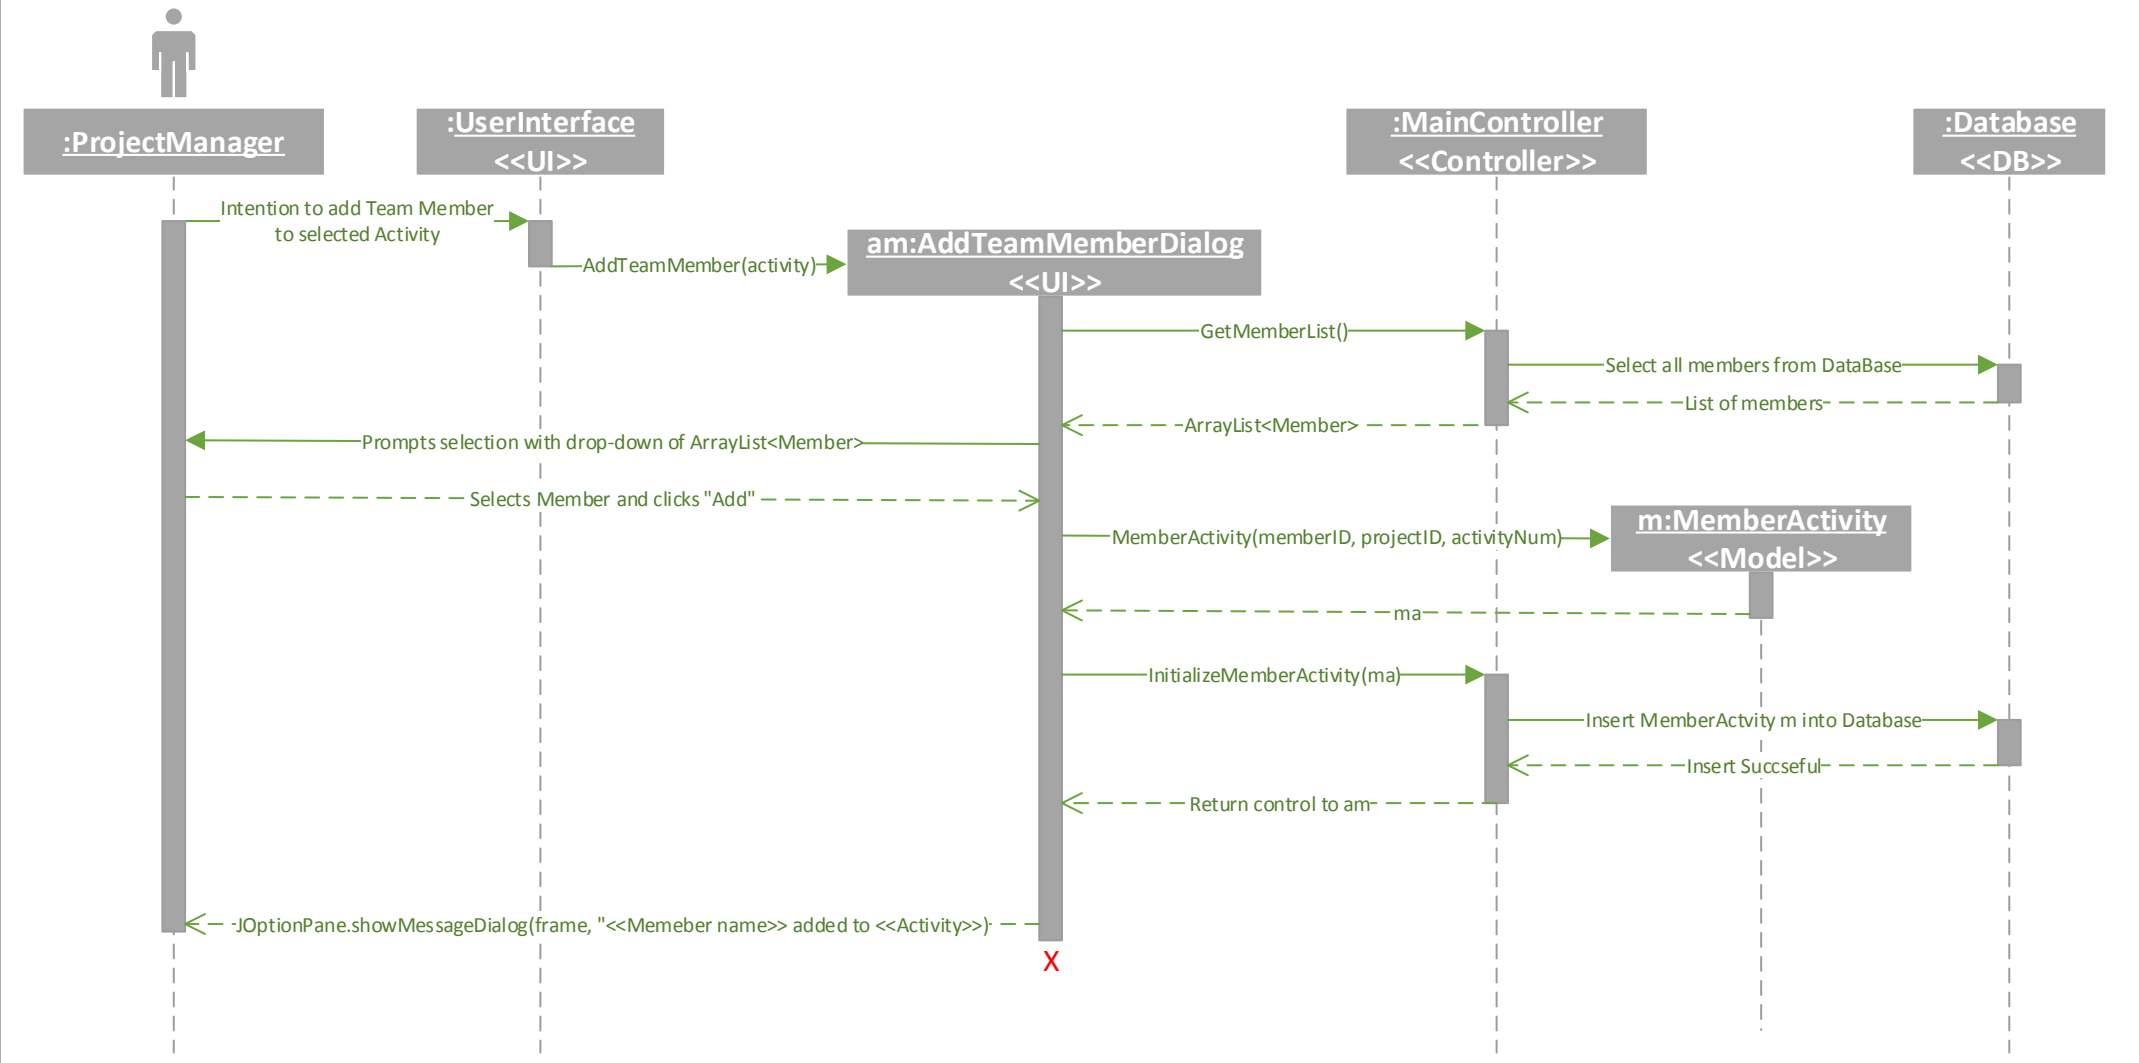 :ProjectManager
:UserInterface
<<UI>>
:MainController
<<Controller>>
:Database
<<DB>>
Intention to add Team Member
to selected Activity
AddTeamMember(activity)
am:AddTeamMemberDialog
<<UI>>
GetMemberList()
Select all members from DataBase
List of members
ArrayList<Member>
Prompts selection with drop-down of ArrayList<Member>
Selects Member and clicks "Add"
MemberActivity(memberID, projectID, activityNum)
m:MemberActivity
<<Model>>
ma
InitializeMemberActivity(ma)
Insert MemberActvity m into Database
Insert Succseful
Return control to am
JOptionPane.showMessageDialog(frame, "<<Memeber name>> added to <<Activity>>)
X